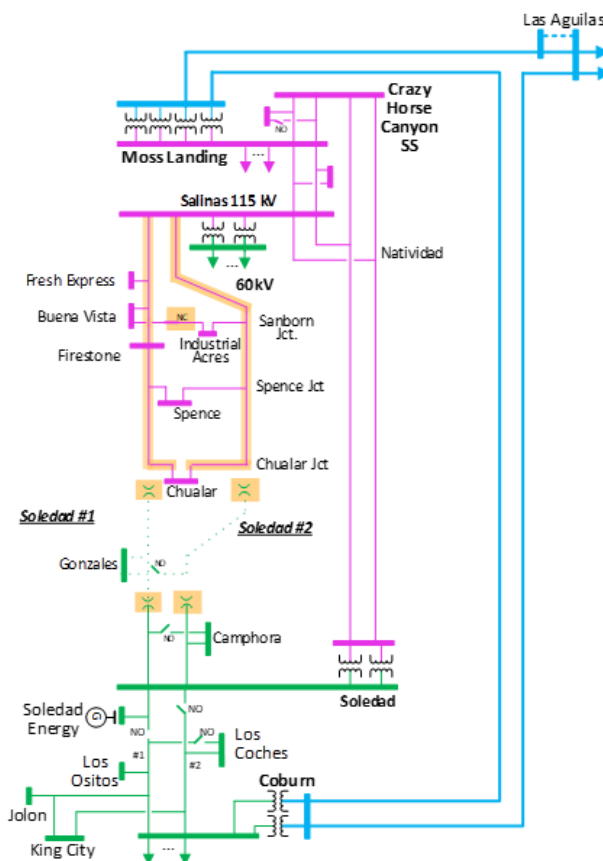 Las Aguilas
Crazy
Horse
Canyon
SS
NO
Moss Landing
...
Salinas 115 kV
Natividad
...
60kV
Fresh Express
Buena Vista
NC
Sanborn
Jct.
Industrial
Acres
Firestone
Spence Jct
Spence
Chualar Jct
Chualar
Soledad #1
Soledad #2
Gonzales
NO
NO
Camphora
Soledad
Soledad
Energy
G
NO
NO
NO
Los
Coches
#1
#2
Los
Ositos
Coburn
Jolon
King City
...